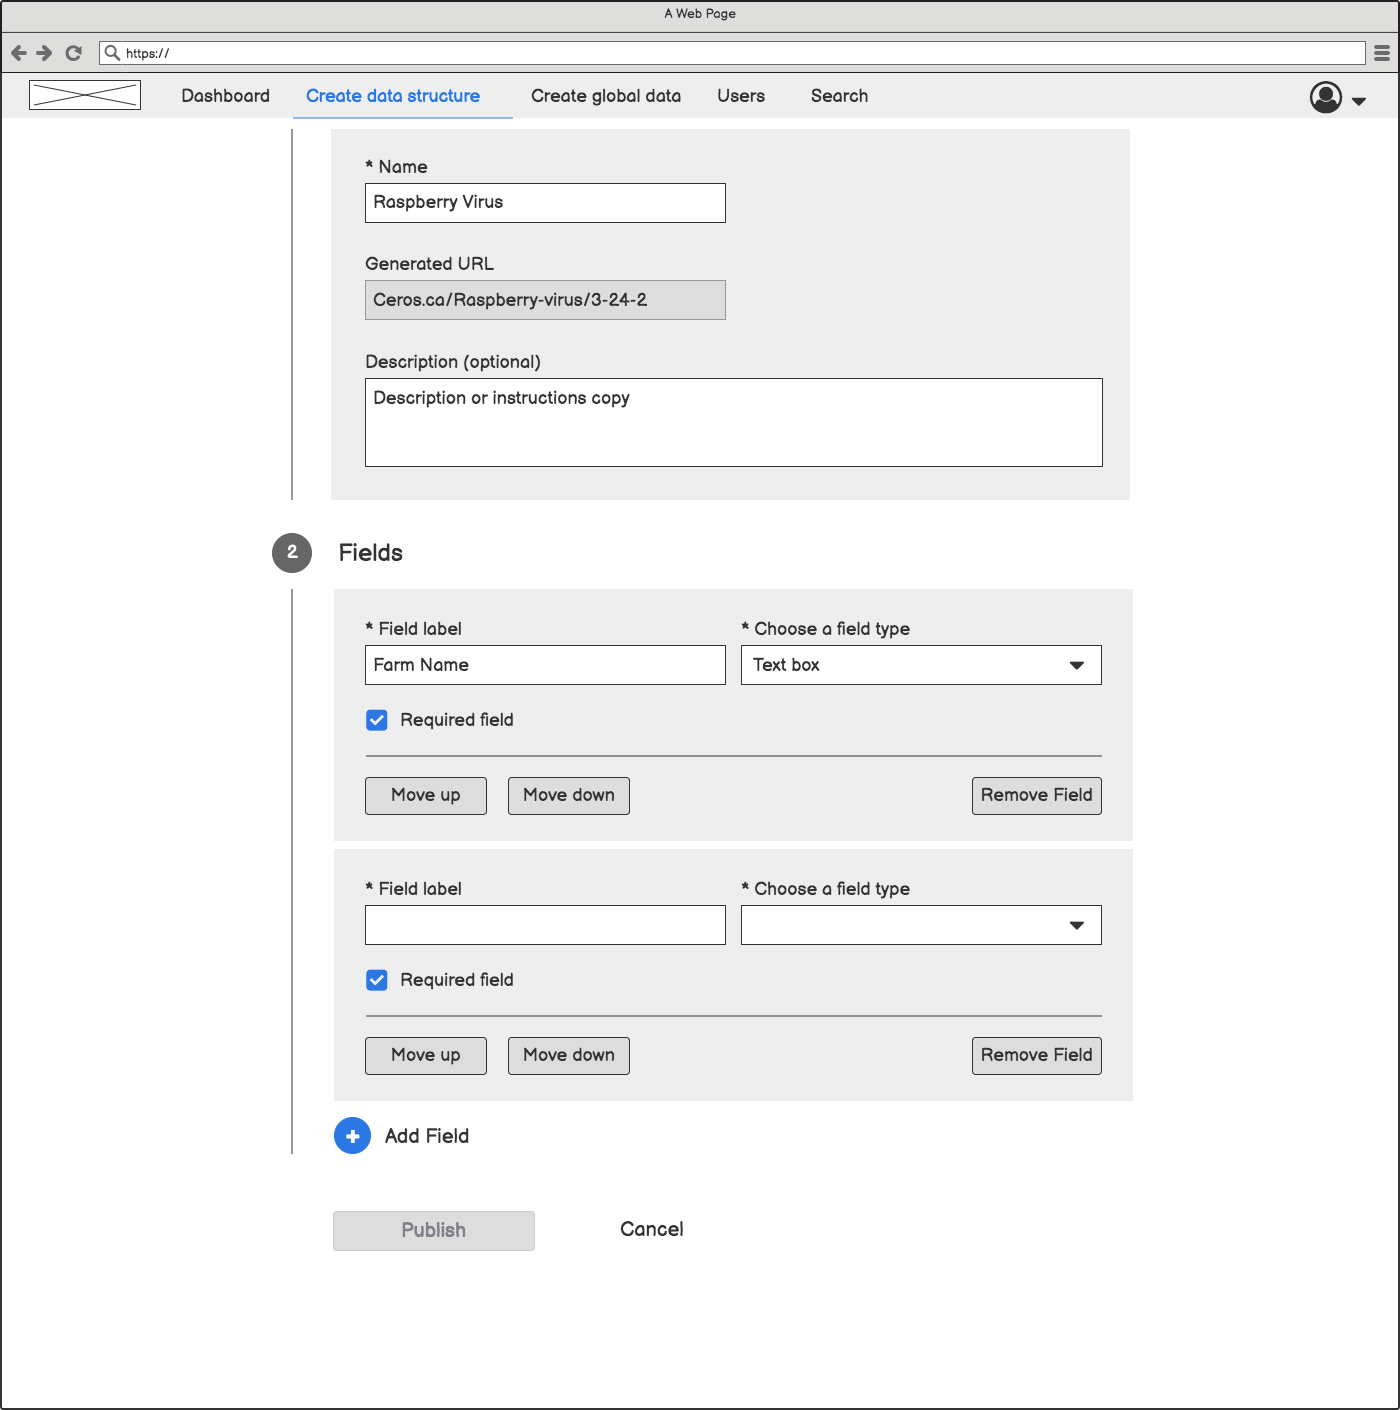 A Web Page
https://
Dashboard Create data structure Create global data Users Search
* Name
Raspberry Virus
Generated URL
Ceros.ca/Raspberry-virus/3-24-2
Description (optional)
Description or instructions copy
2 Fields
* Field label * Choose a field type
Farm Name Text box
Required field
Move up Move down Remove Field
* Field label * Choose a field type
Required field
Move up Move down Remove Field
Add Field
Publish Cancel